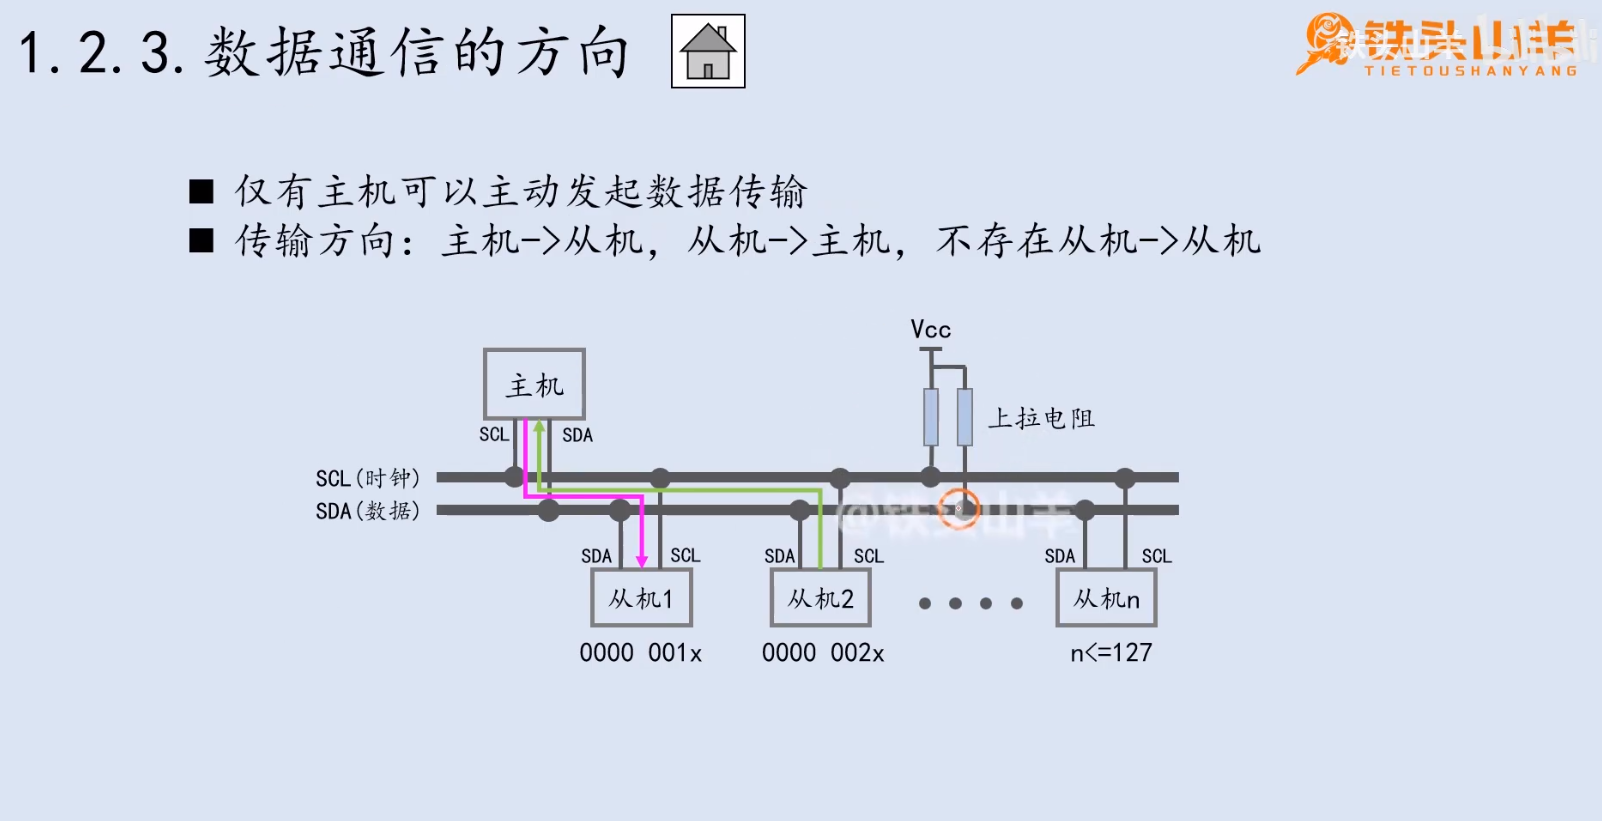 1.2.3.数据通信的方向
铁头山羊
TIETOUSHANYANG
■ 仅有主机可以主动发起数据传输
■ 传输方向：主机->从机，从机->主机，不存在从机->从机
Vcc
主机
上拉电阻
SCL SDA
SCL(时钟)
SDA(数据)
@铁头山羊
SDA SCL SDA SCL SDA SCL
从机1 从机2 从机n
0000 001x 0000 002x n<=127